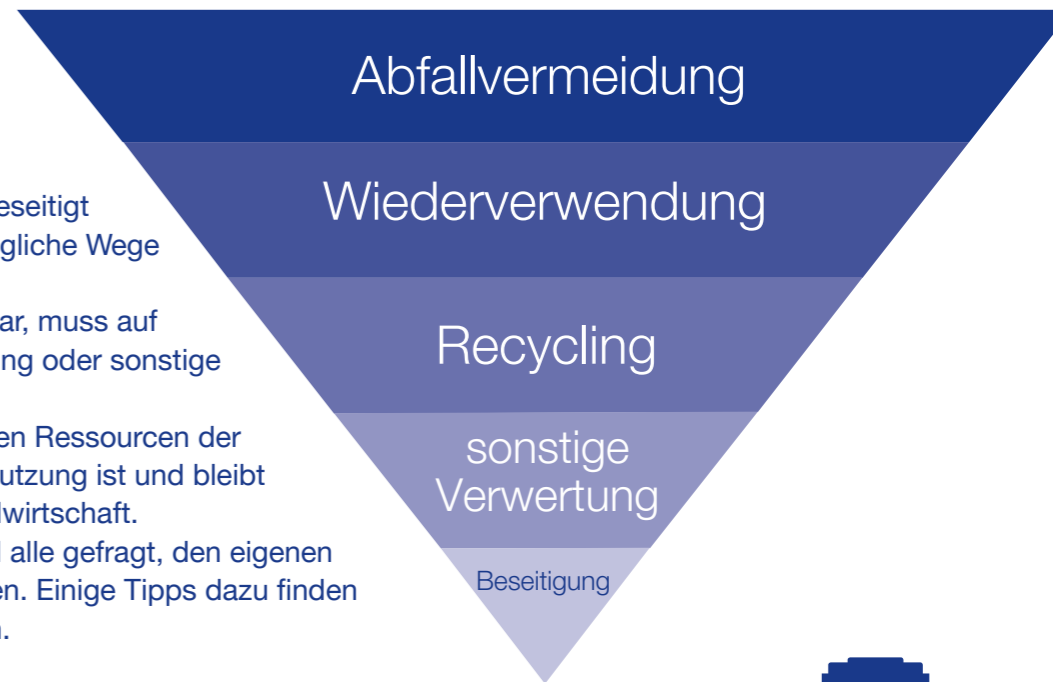 Abfallvermeidung
Wiederverwendung
Recycling
sonstige
Verwertung
Beseitigung
eseitigt
gliche Wege
ar, muss auf
ng oder sonstige
en Ressourcen der
utzung ist und bleibt
lwirtschaft.
alle gefragt, den eigenen
en. Einige Tipps dazu finden